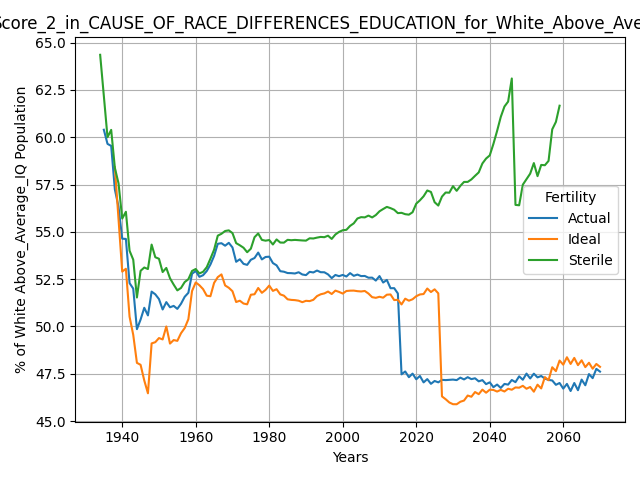 Score_2_in_CAUSE_OF_RACE_DIFFERENCES_EDUCATION_for_White_Above_Ave
% of White Above_Average_IQ Population
65.0
62.5
60.0
57.5
55.0
52.5
50.0
47.5
45.0
Fertility
Actual
Ideal
Sterile
1940
1960
1980
2000
2020
2040
2060
Years